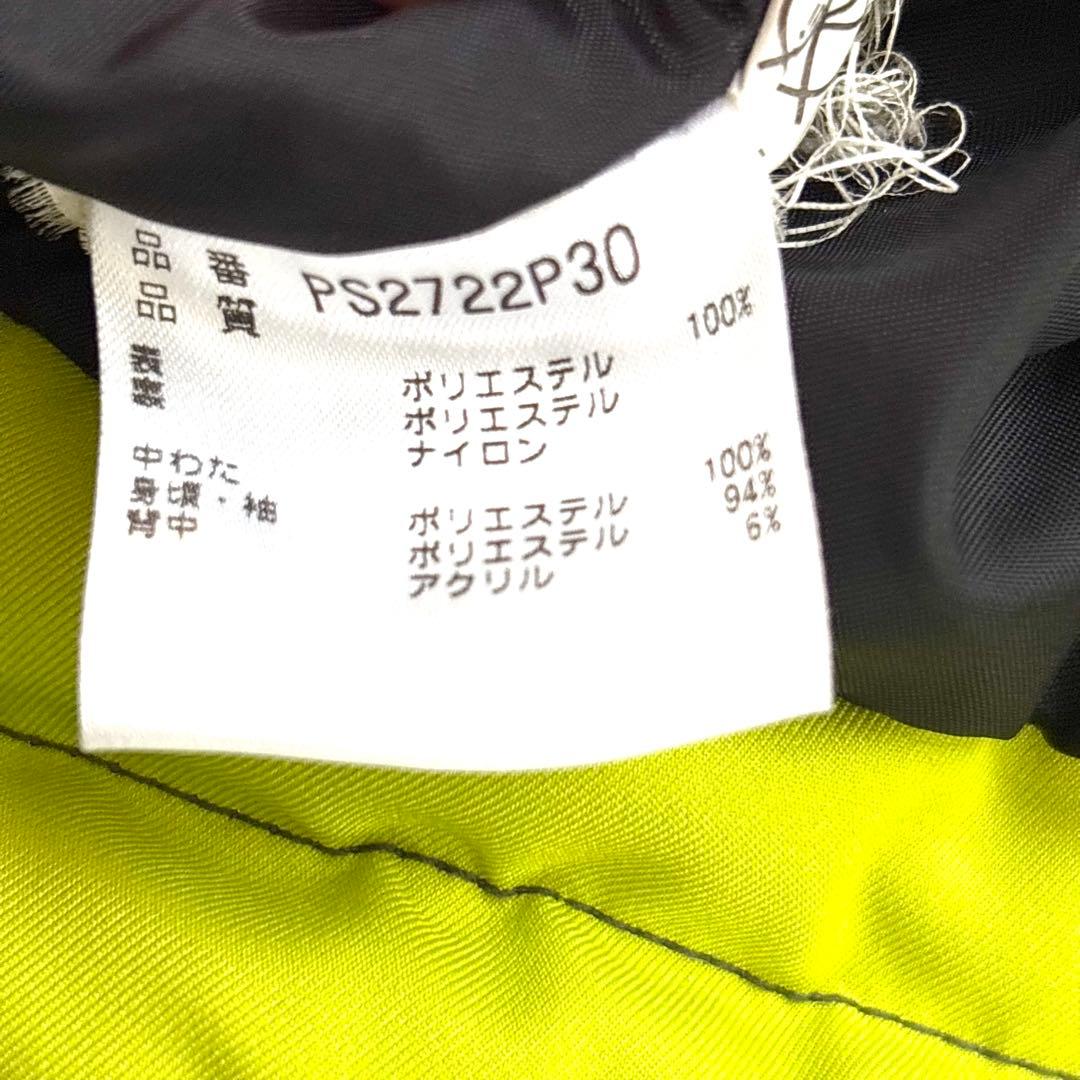 品 番 PS2722P30
品 質
ポリエステル 100%
ポリエステル
ナイロン
中わた
身頃・袖 ポリエステル 100%
背中 ポリエステル 94%
アクリル 6%